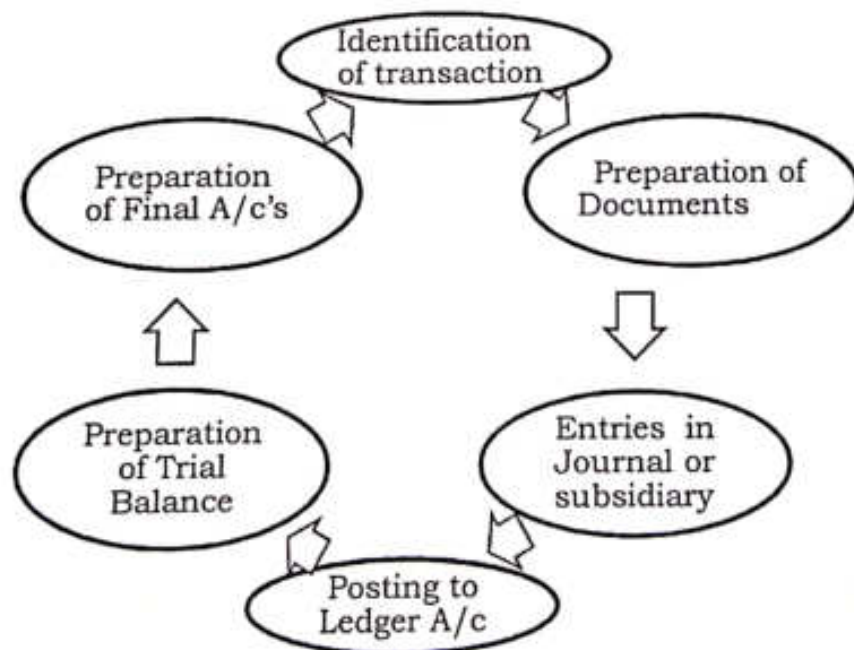 Identification
of transaction
Preparation of
Documents
Entries in
Journal or
subsidiary
Posting to
Ledger A/c
Preparation
of Trial
Balance
Preparation
of Final A/c's